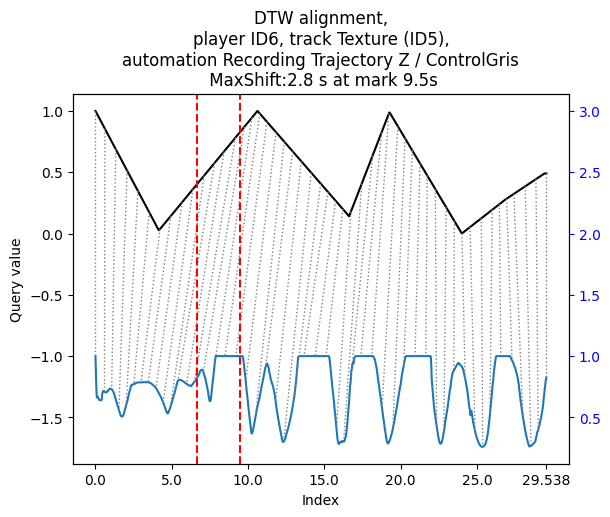 DTW alignment,
player ID6, track Texture (ID5),
automation Recording Trajectory Z / ControlGris
MaxShift:2.8 s at mark 9.5s
1.0
0.5
0.0
−0.5
−1.0
−1.5
Query value
3.0
2.5
2.0
1.5
1.0
0.5
0.0 5.0 10.0 15.0 20.0 25.0 29.538
Index